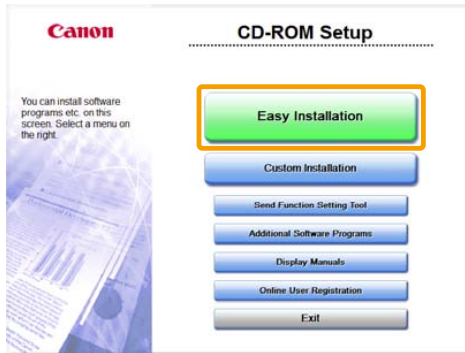 Canon
CD-ROM Setup
You can install software
programs etc. on this
screen. Select a menu on
the right.
Easy Installation
Custom Installation
Send Function Setting Tool
Additional Software Programs
Display Manuals
Online User Registration
Exit